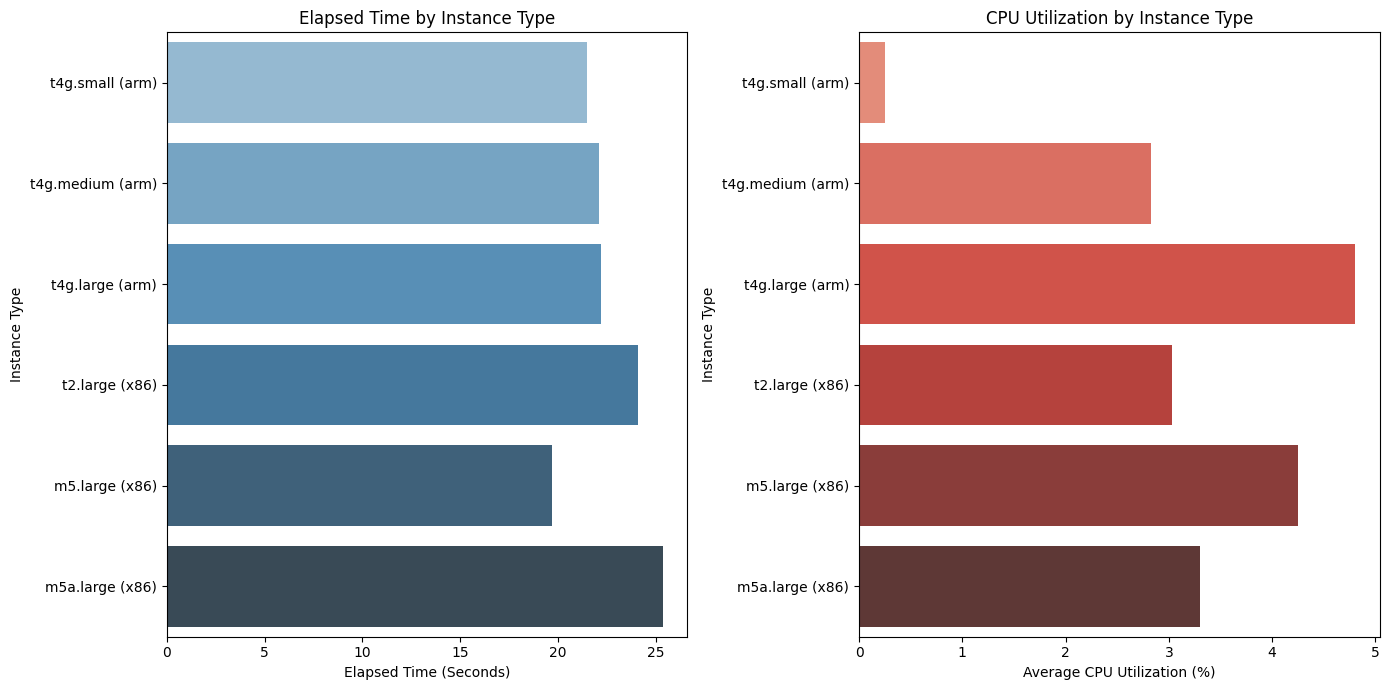 Elapsed Time by Instance Type
Instance Type
t4g.small (arm)
t4g.medium (arm)
t4g.large (arm)
t2.large (x86)
m5.large (x86)
m5a.large (x86)
0 5 10 15 20 25
Elapsed Time (Seconds)
CPU Utilization by Instance Type
Instance Type
t4g.small (arm)
t4g.medium (arm)
t4g.large (arm)
t2.large (x86)
m5.large (x86)
m5a.large (x86)
0 1 2 3 4 5
Average CPU Utilization (%)